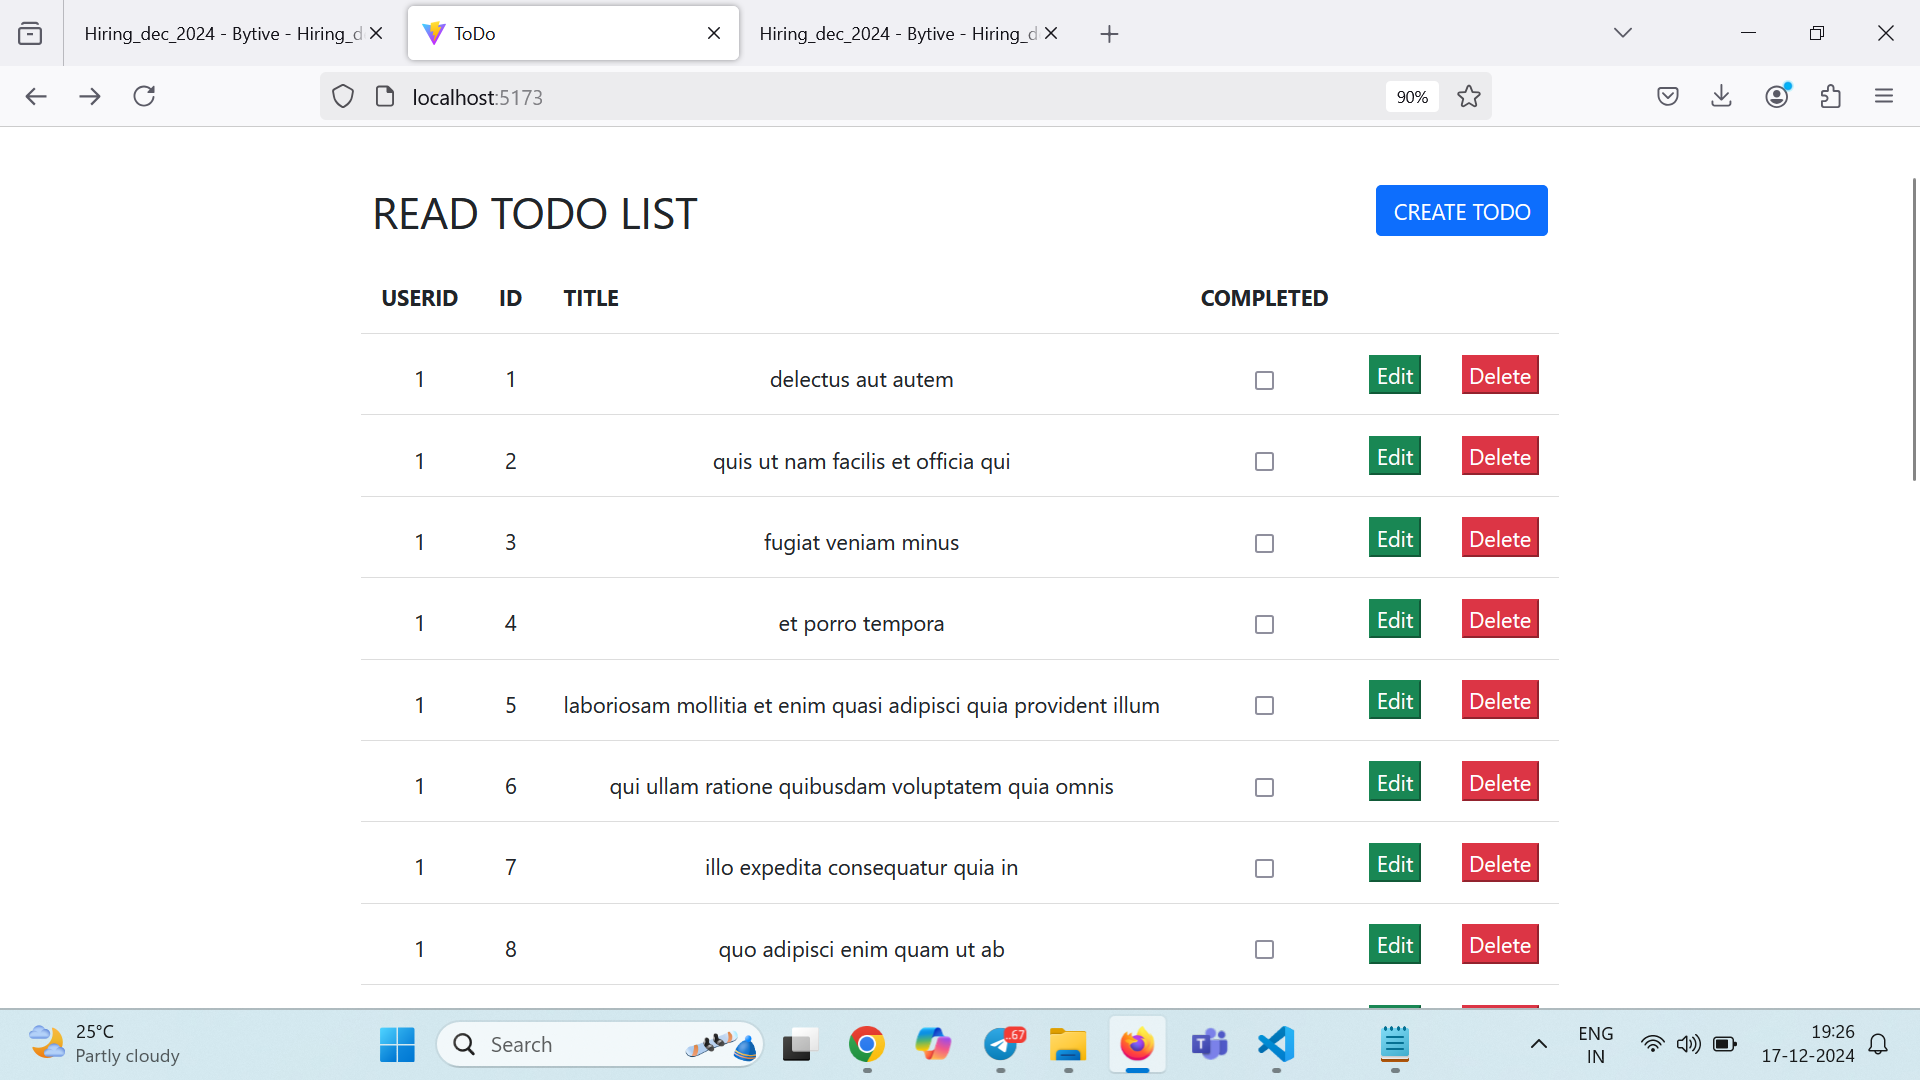 Hiring_dec_2024 - Bytive - Hiring_d
ToDo
Hiring_dec_2024 - Bytive - Hiring_d
localhost:5173
90%
READ TODO LIST
CREATE TODO
USERID ID TITLE COMPLETED
1 1 delectus aut autem Edit Delete
1 2 quis ut nam facilis et officia qui Edit Delete
1 3 fugiat veniam minus Edit Delete
1 4 et porro tempora Edit Delete
1 5 laboriosam mollitia et enim quasi adipisci quia provident illum Edit Delete
1 6 qui ullam ratione quibusdam voluptatem quia omnis Edit Delete
1 7 illo expedita consequatur quia in Edit Delete
1 8 quo adipisci enim quam ut ab Edit Delete
25°C
Partly cloudy
Search
..67
ENG
IN
19:26
17-12-2024